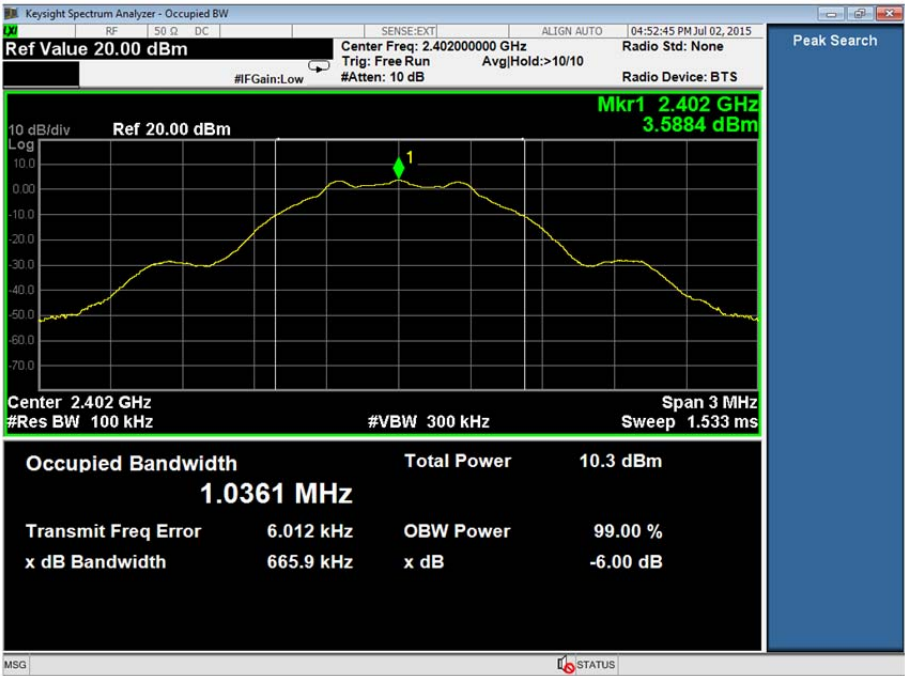 Keysight Spectrum Analyzer - Occupied BW
LXI RF 50 Ω DC SENSE:EXT ALIGN AUTO 04:52:45 PM Jul 02, 2015
Ref Value 20.00 dBm Center Freq: 2.402000000 GHz Radio Std: None Peak Search
Trig: Free Run Avg|Hold:>10/10
#IFGain:Low #Atten: 10 dB Radio Device: BTS
Mkr1 2.402 GHz
10 dB/div Ref 20.00 dBm 3.5884 dBm
Log
10.0
1
0.00
-10.0
-20.0
-30.0
-40.0
-50.0
-60.0
-70.0
Center 2.402 GHz Span 3 MHz
#Res BW 100 kHz #VBW 300 kHz Sweep 1.533 ms
Occupied Bandwidth Total Power 10.3 dBm
1.0361 MHz
Transmit Freq Error 6.012 kHz OBW Power 99.00 %
x dB Bandwidth 665.9 kHz x dB -6.00 dB
MSG STATUS